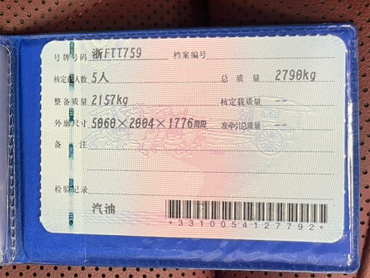 号牌号码 浙FTT759 档案编号
核定载人数 5人 总质量 2790kg
整备质量 2157kg 核定载质量 --
外廓尺寸 5060×2004×1776mm 准牵引总质量 --
备注
检验记录
汽油
*3310054127792*